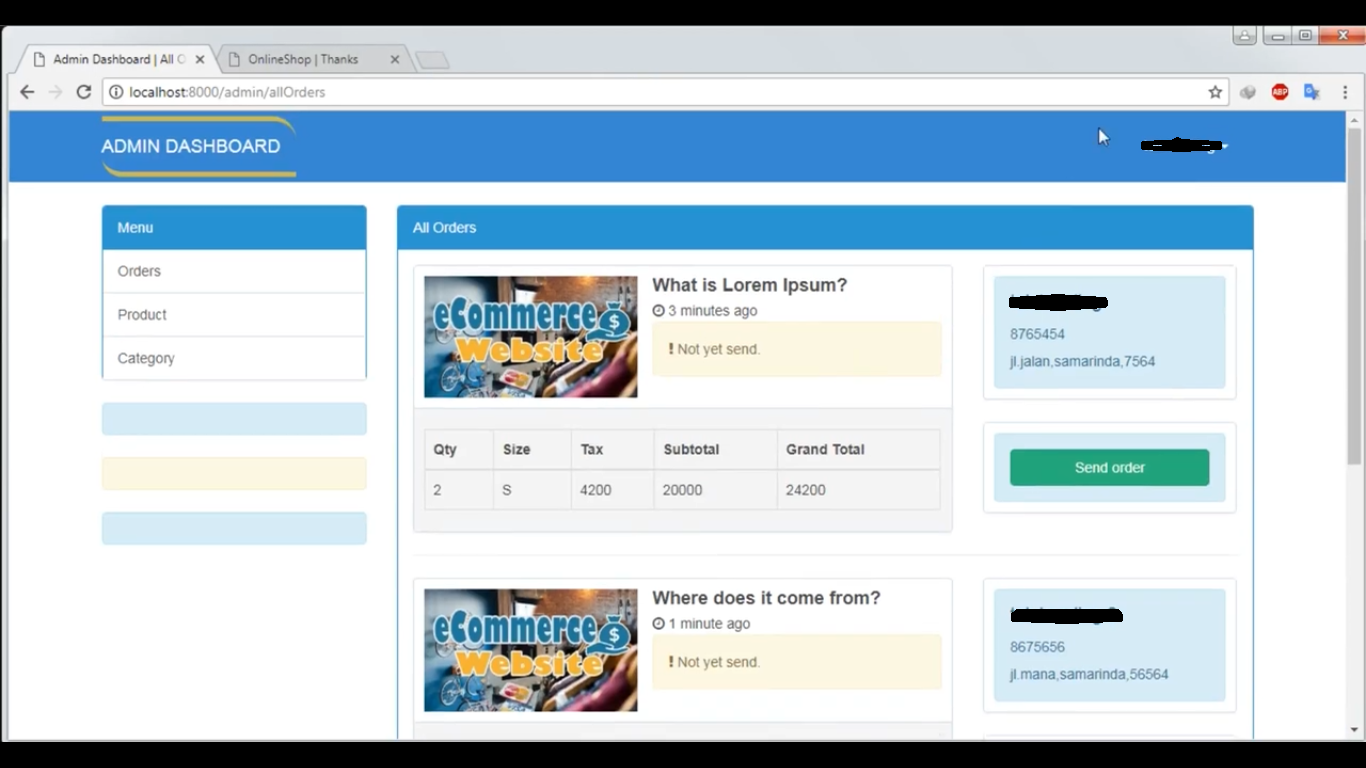 Admin Dashboard | All O
OnlineShop | Thanks
localhost:8000/admin/allOrders
ABP
ADMIN DASHBOARD
Menu
Orders
Product
Category
All Orders
eCommerce
Website
What is Lorem Ipsum?
3 minutes ago
! Not yet send.
Qty Size Tax Subtotal Grand Total
2 S 4200 20000 24200
8765454
jl.jalan,samarinda,7564
Send order
eCommerce
Website
Where does it come from?
1 minute ago
! Not yet send.
8675656
jl.mana,samarinda,56564